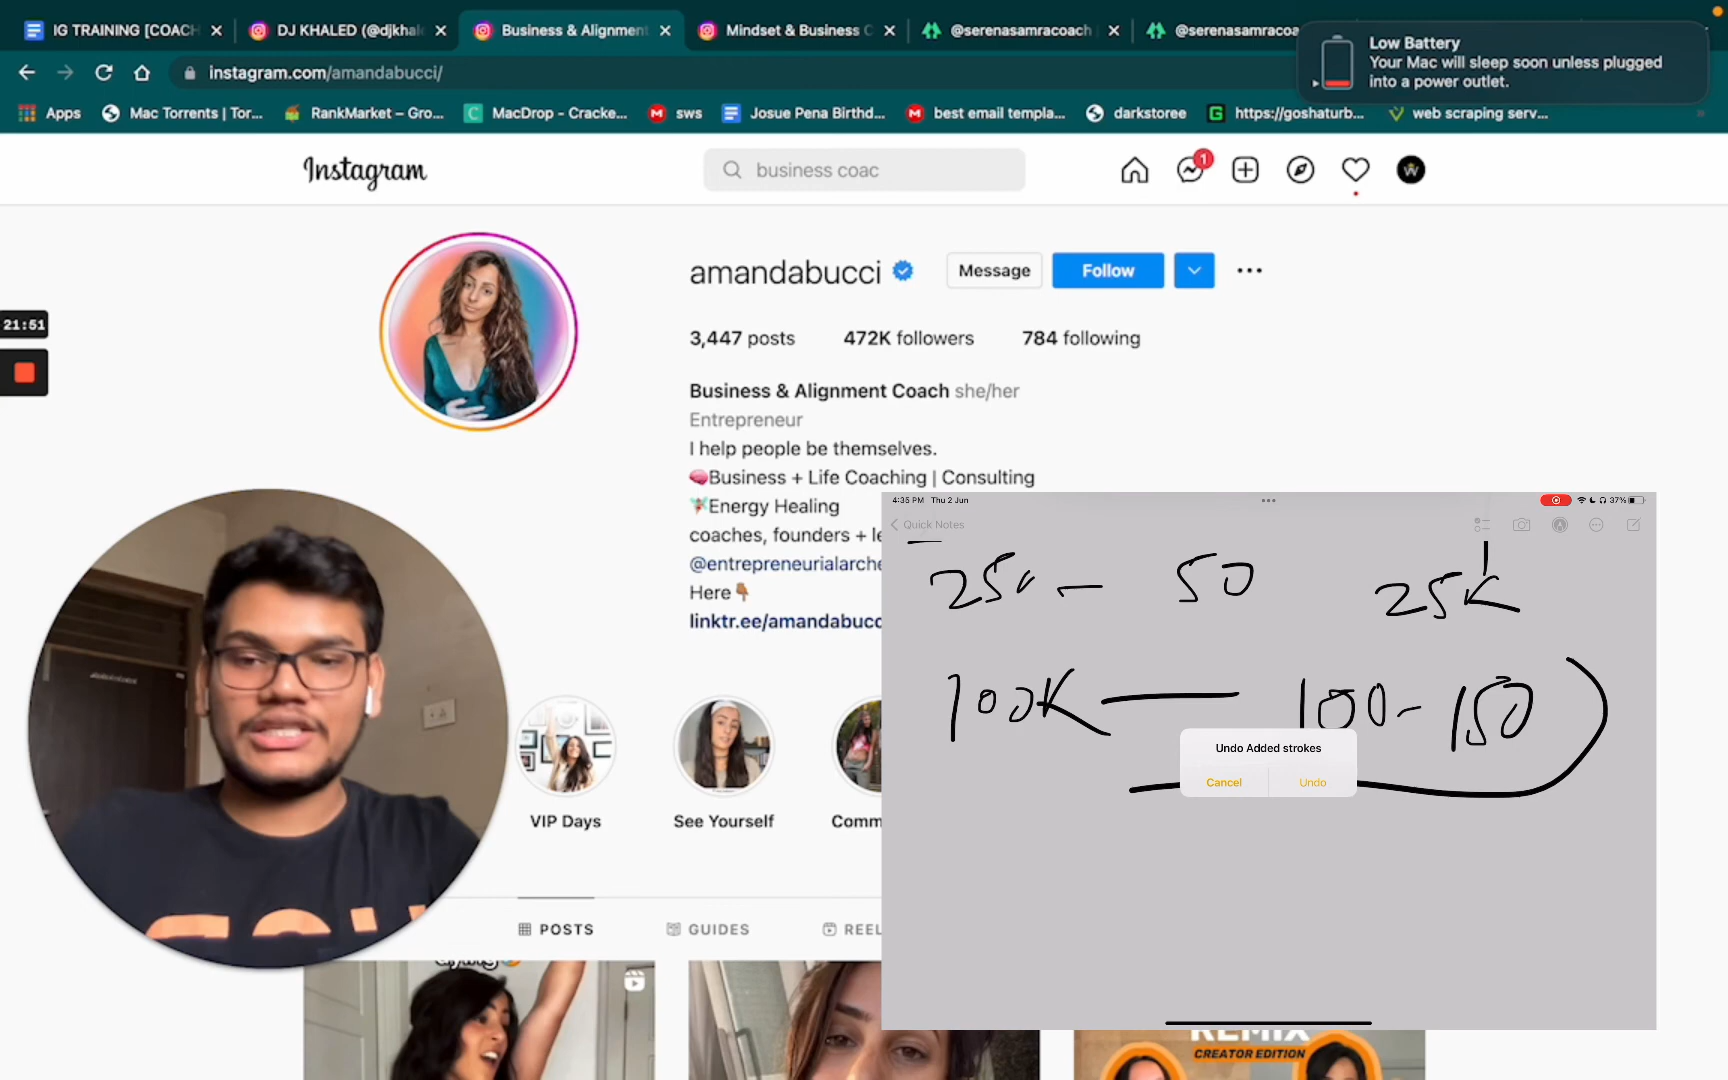 IG TRAINING [COACH
DJ KHALED (@djkhal
Business & Alignment
Mindset & Business C
@serenasamracoach
@serenasamracoa
Low Battery
Your Mac will sleep soon unless plugged
into a power outlet.
instagram.com/amandabucci/
Apps
Mac Torrents | Tor...
RankMarket – Gro...
MacDrop - Cracke...
sws
Josue Pena Birthd...
best email templa...
darkstoree
https://goshaturb...
web scraping serv...
Instagram
business coac
1
amandabucci
Message
Follow
3,447 posts
472K followers
784 following
21:51
Business & Alignment Coach she/her
Entrepreneur
I help people be themselves.
🧠Business + Life Coaching | Consulting
🧚Energy Healing
coaches, founders + le
@entrepreneurialarche
Here👇🏾
linktr.ee/amandabucc
4:35 PM Thu 2 Jun
37%
Quick Notes
50
25K
100K — 100-150
Undo Added strokes
Cancel
Undo
VIP Days
See Yourself
Comm
POSTS
GUIDES
REEL
REMIX
CREATOR EDITION